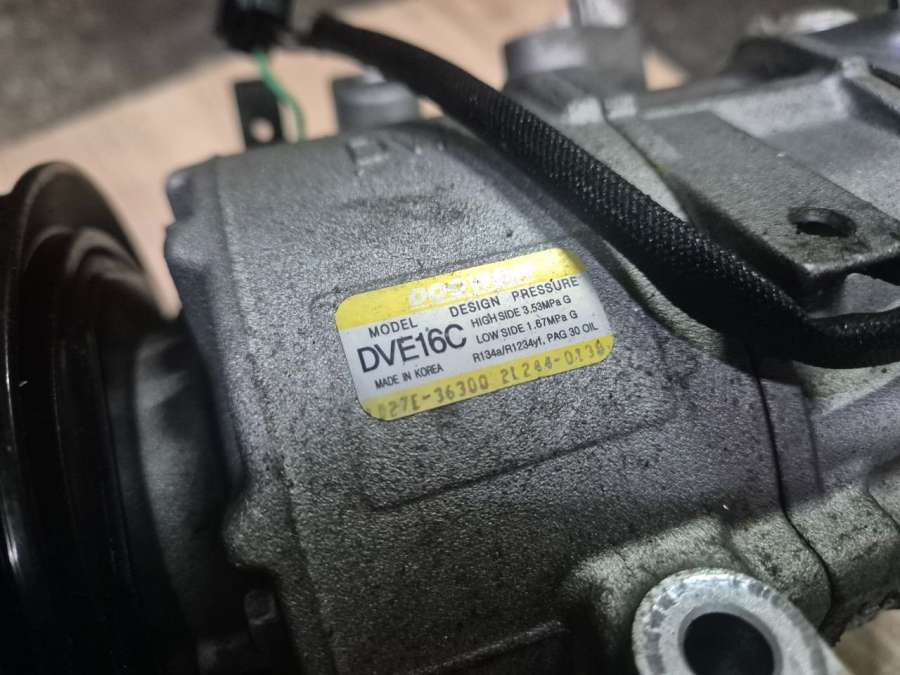 DOOWON
MODEL DESIGN PRESSURE
DVE16C HIGH SIDE 3.53MPa G
LOW SIDE 1.67MPa G
MADE IN KOREA R134a/R1234yf, PAG 30 OIL